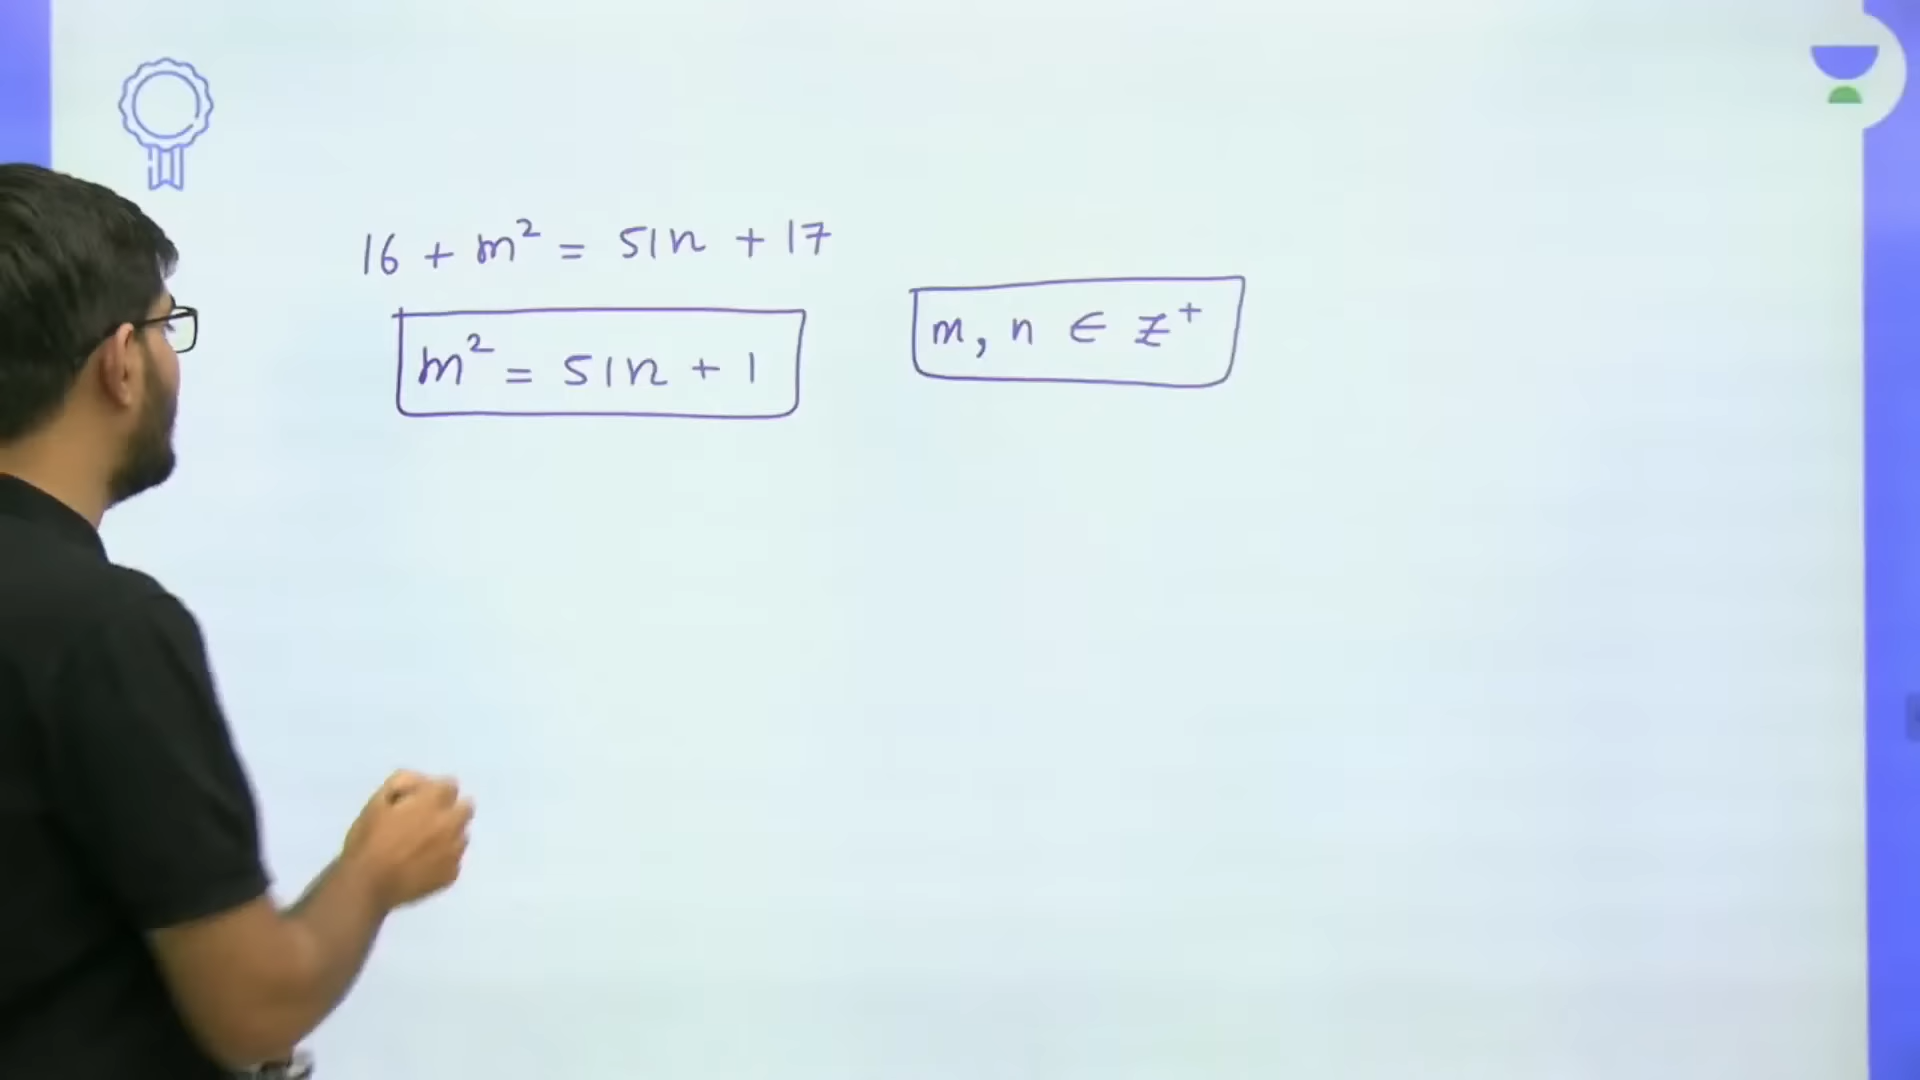 16 + m² = 51n + 17
m² = 51n + 1
m, n ∈ Z⁺